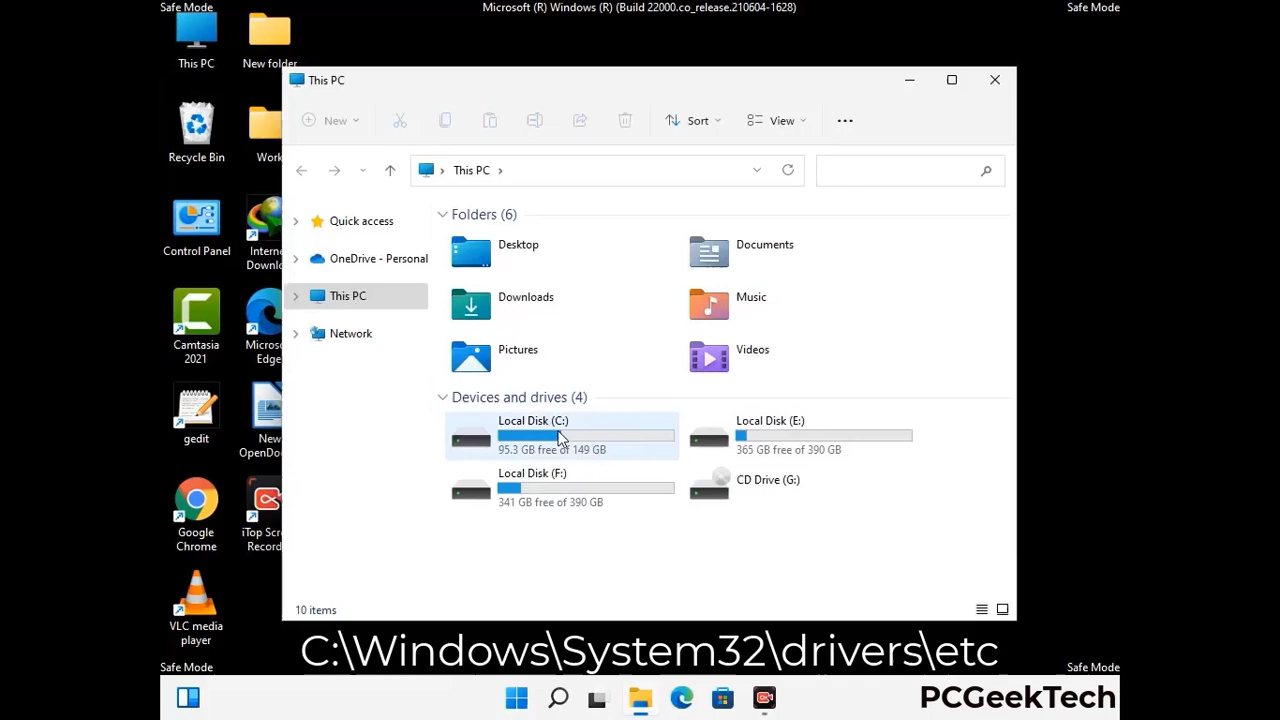 Safe Mode
Microsoft (R) Windows (R) (Build 22000.co_release.210604-1628)
Safe Mode
This PC
New folder
Recycle Bin
Work
Control Panel
Intern
Downlo
Camtasia
2021
Micros
Edge
gedit
New
OpenDo
Google
Chrome
iTop Scr
Record
VLC media
player
This PC
New
Sort
View
This PC
Quick access
OneDrive - Personal
This PC
Network
Folders (6)
Desktop
Documents
Downloads
Music
Pictures
Videos
Devices and drives (4)
Local Disk (C:)
95.3 GB free of 149 GB
Local Disk (E:)
365 GB free of 390 GB
Local Disk (F:)
341 GB free of 390 GB
CD Drive (G:)
10 items
C:\Windows\System32\drivers\etc
Safe Mode
Safe Mode
PCGeekTech